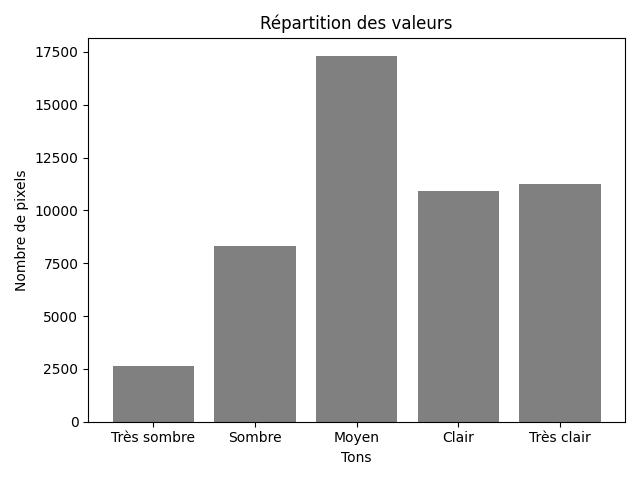 Répartition des valeurs
17500
15000
12500
10000
7500
5000
2500
0
Nombre de pixels
Très sombre
Sombre
Moyen
Clair
Très clair
Tons